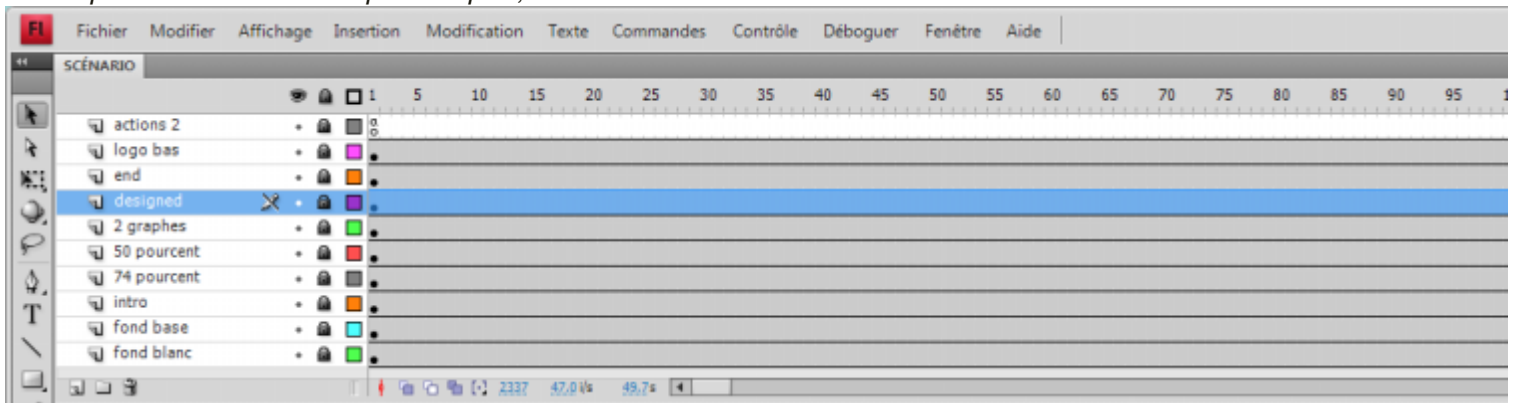 Fl Fichier Modifier Affichage Insertion Modification Texte Commandes Contrôle Déboguer Fenêtre Aide
SCÉNARIO
1 5 10 15 20 25 30 35 40 45 50 55 60 65 70 75 80 85 90 95
actions 2
logo bas
end
designed
2 graphes
50 pourcent
74 pourcent
intro
fond base
fond blanc
2337 47.0 i/s 49.7s